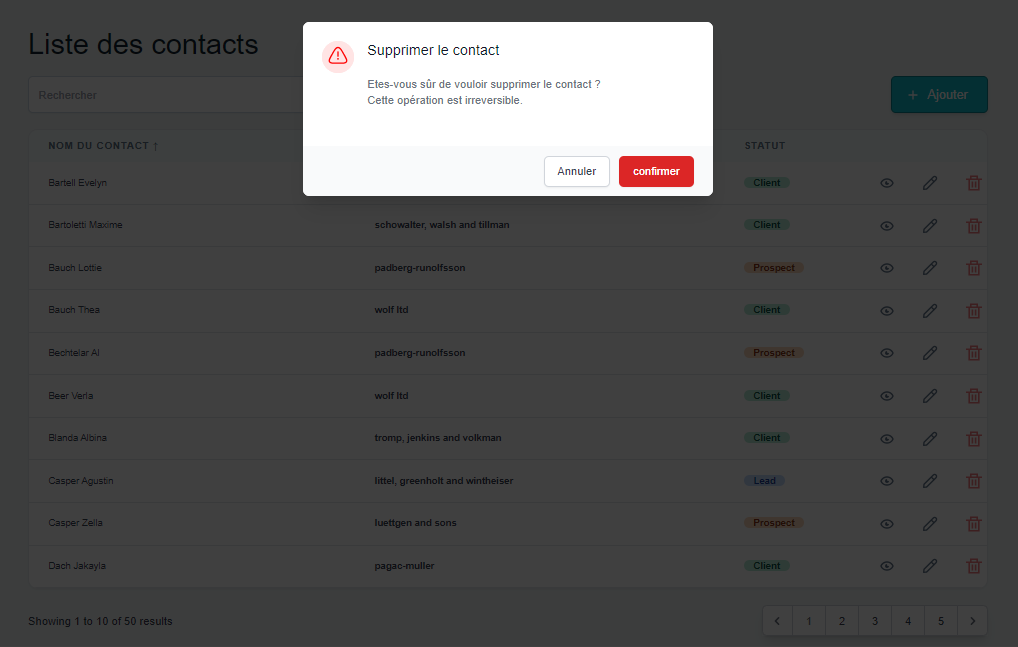 Liste des contacts
Supprimer le contact
Etes-vous sûr de vouloir supprimer le contact ?
Cette opération est irreversible.
Annuler
confirmer
Rechercher
+ Ajouter
NOM DU CONTACT ↑
STATUT
Bartell Evelyn
Client
Bartoletti Maxime
schowalter, walsh and tillman
Client
Bauch Lottie
padberg-runolfsson
Prospect
Bauch Thea
wolf ltd
Client
Bechtelar Al
padberg-runolfsson
Prospect
Beer Verla
wolf ltd
Client
Blanda Albina
tromp, jenkins and volkman
Client
Casper Agustin
littel, greenholt and wintheiser
Lead
Casper Zella
luettgen and sons
Prospect
Dach Jakayla
pagac-muller
Client
Showing 1 to 10 of 50 results
1 2 3 4 5